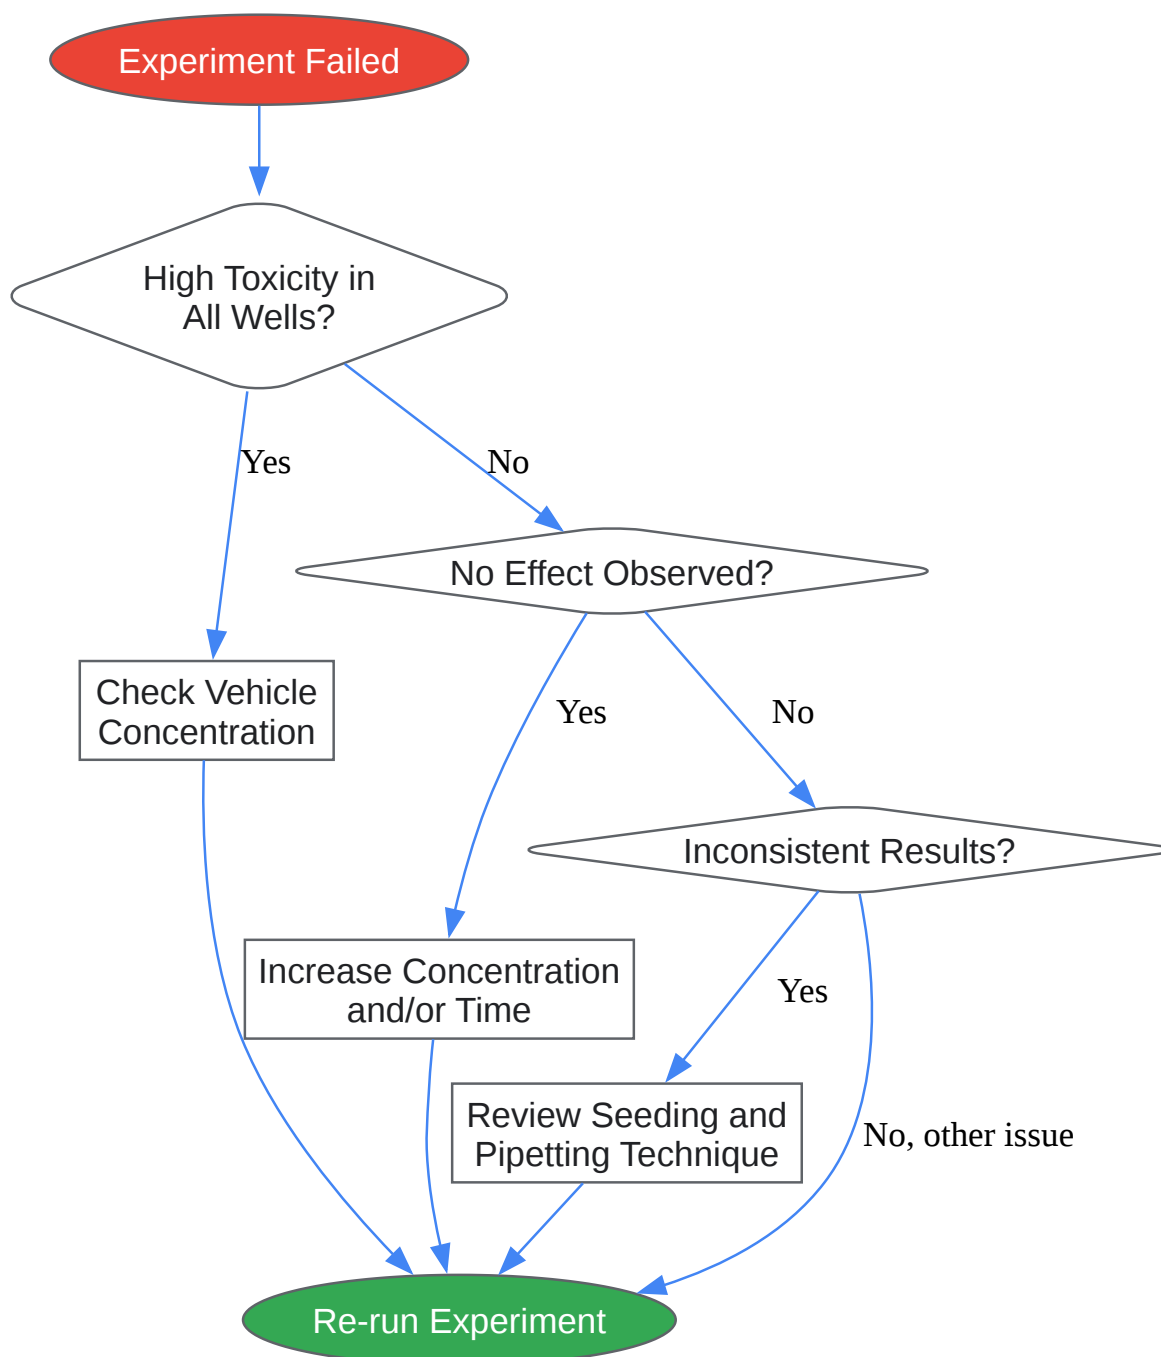 Experiment Failed
High Toxicity in
All Wells?
Yes
No
No Effect Observed?
Check Vehicle
Concentration
Yes
No
Inconsistent Results?
Increase Concentration
and/or Time
Yes
Review Seeding and
Pipetting Technique
No, other issue
Re-run Experiment